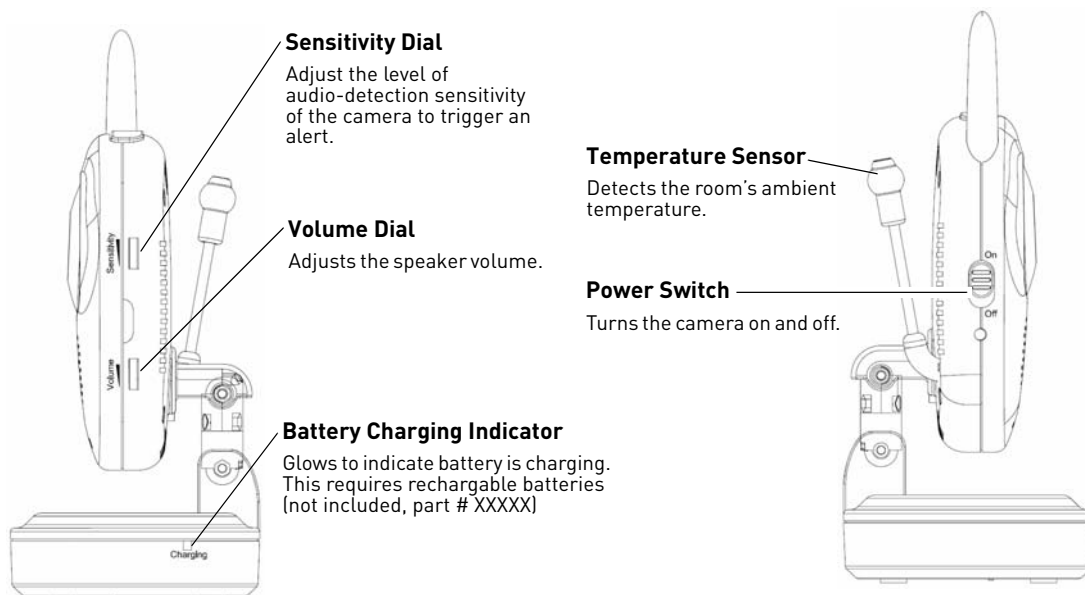 Sensitivity Dial
Adjust the level of
audio-detection sensitivity
of the camera to trigger an
alert.
Sensitivity
Volume Dial
Adjusts the speaker volume.
Volume
Battery Charging Indicator
Glows to indicate battery is charging.
This requires rechargable batteries
(not included, part # XXXXX)
Charging
Temperature Sensor
Detects the room's ambient
temperature.
Power Switch
Turns the camera on and off.
On
Off